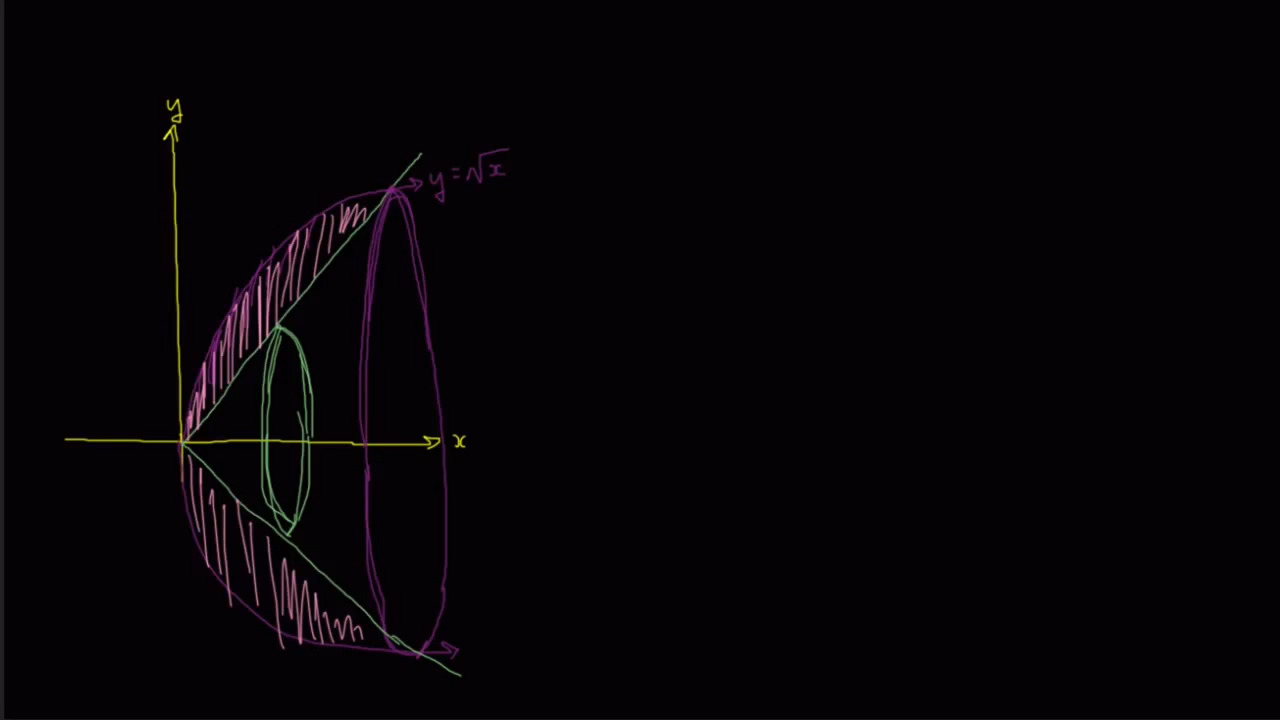 y
y = √x
x